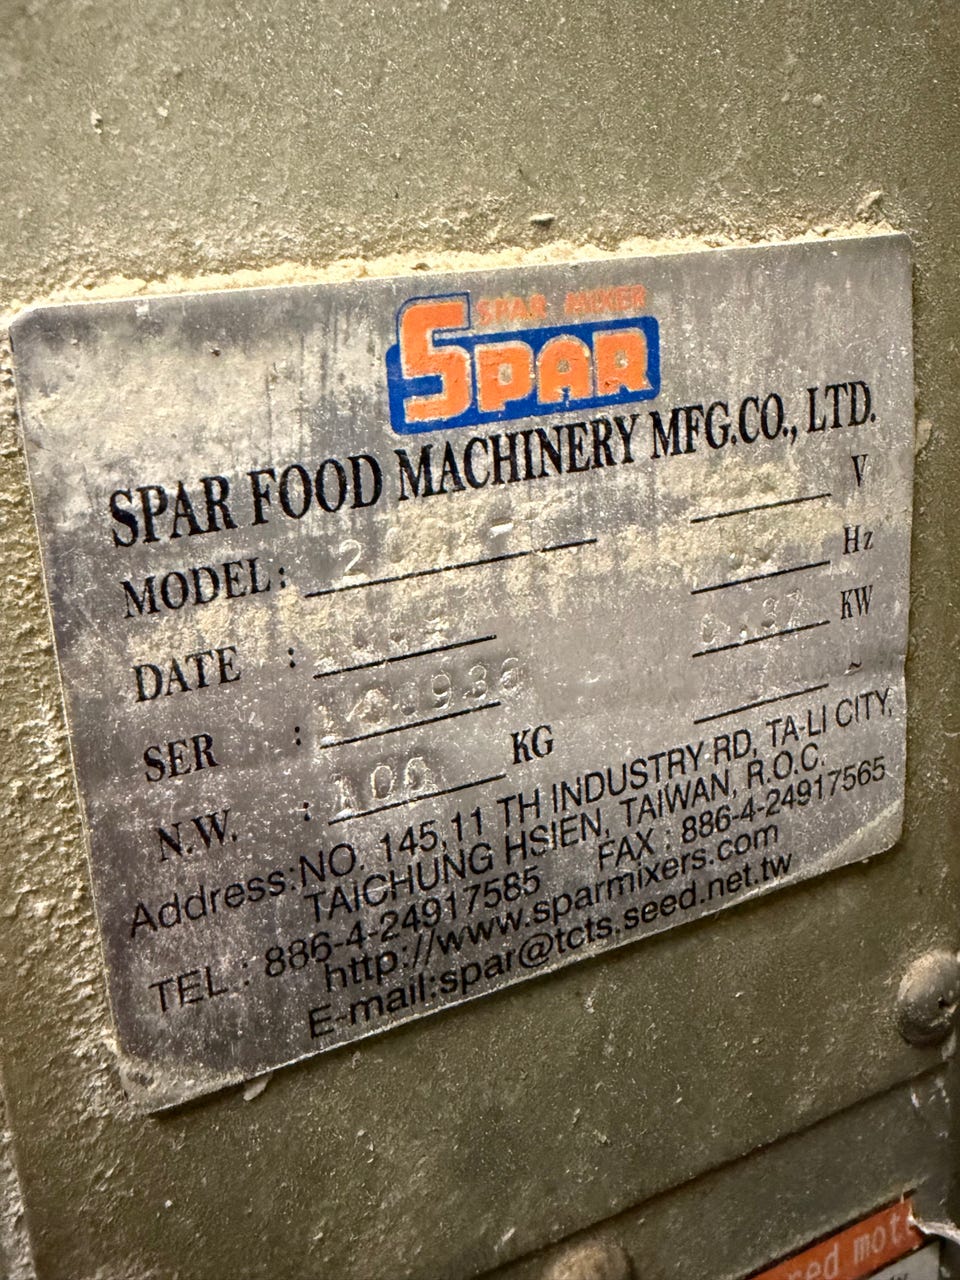 SPAR MIXER
SPAR
SPAR FOOD MACHINERY MFG.CO., LTD.
MODEL: V
Hz
DATE : KW
SER : ~
N.W. : 100 KG
Address:NO. 145,11 TH INDUSTRY RD, TA-LI CITY,
TAICHUNG HSIEN, TAIWAN, R.O.C.
TEL : 886-4-24917585 FAX : 886-4-24917565
http://www.sparmixers.com
E-mail:spar@tcts.seed.net.tw